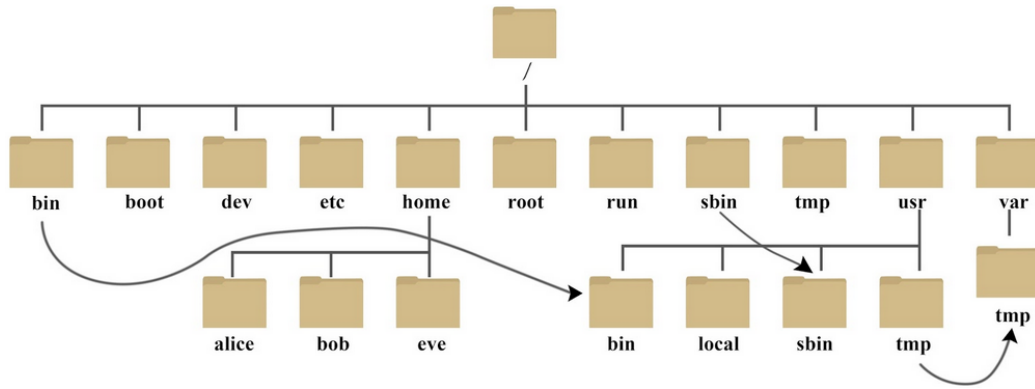 /
bin boot dev etc home root run sbin tmp usr var
alice bob eve bin local sbin tmp tmp